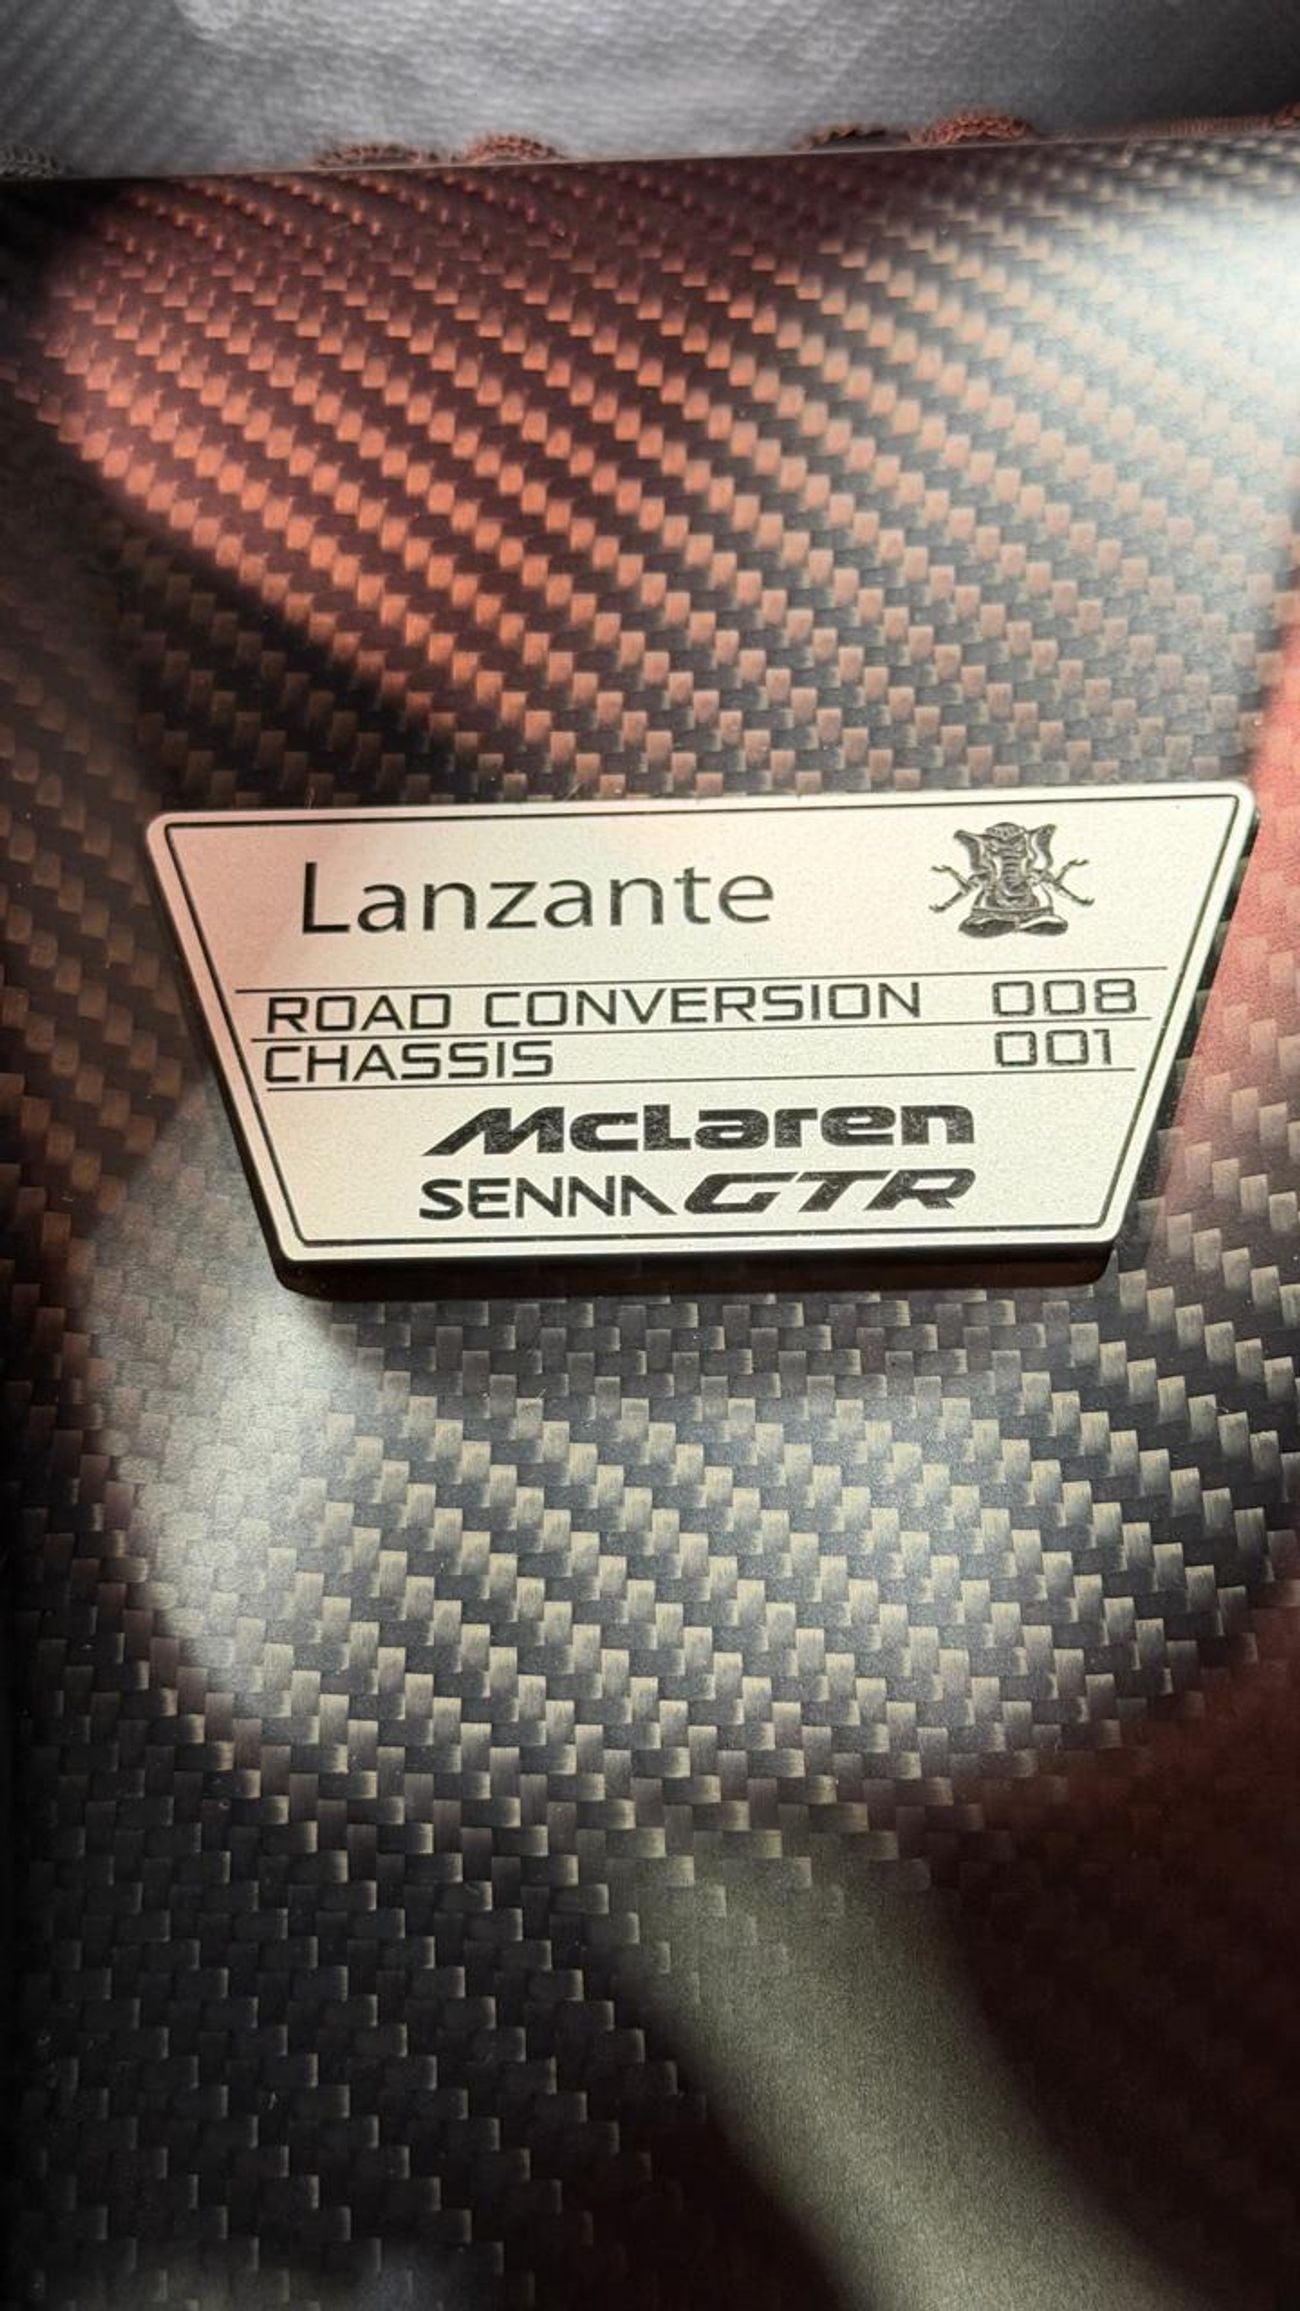 Lanzante
ROAD CONVERSION 008
CHASSIS 001
McLaren
SENNA GTR